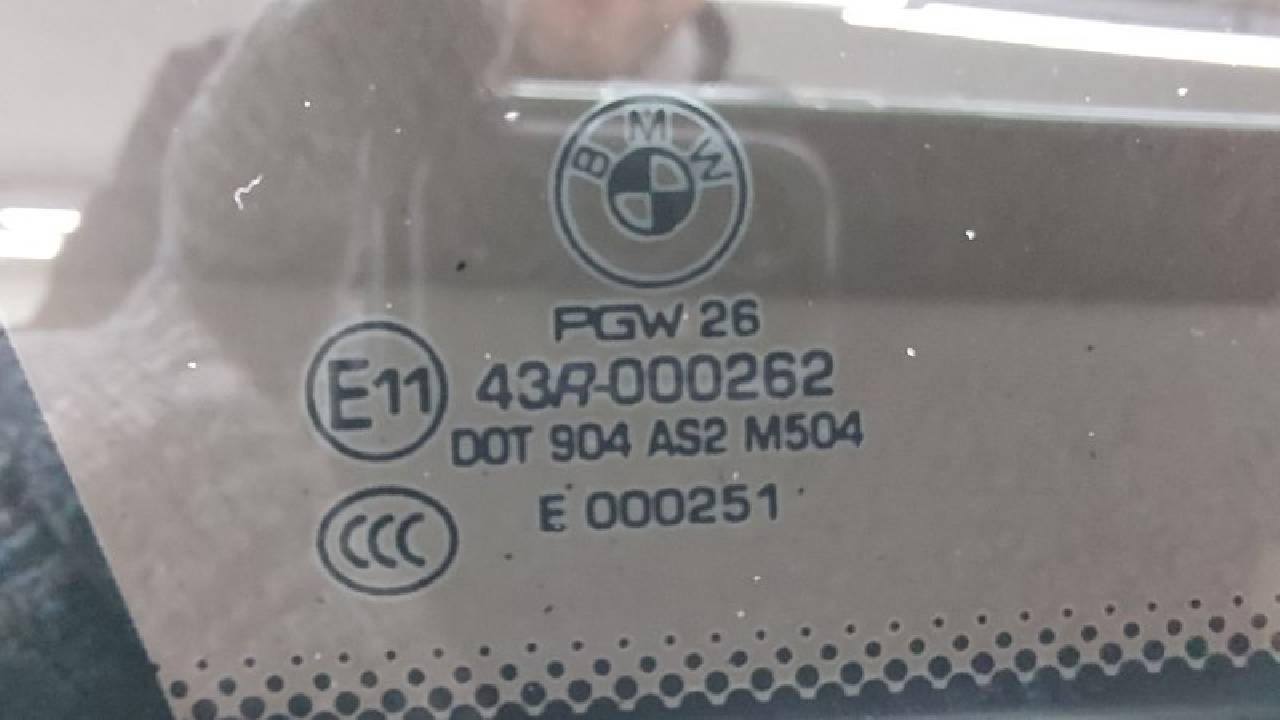 BMW
PGW 26
E11 43R-000262
DOT 904 AS2 M504
CCC E 000251